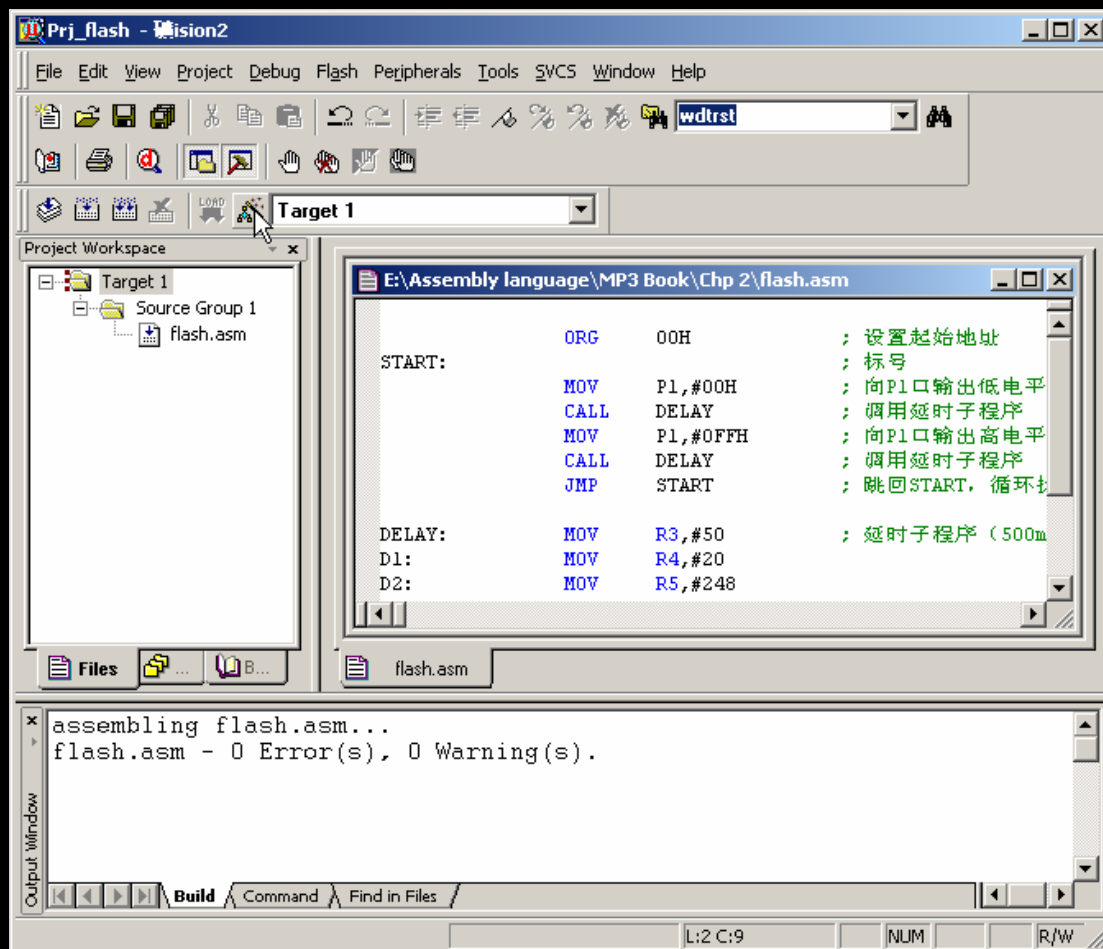 Prj_flash - µVision2
File Edit View Project Debug Flash Peripherals Tools SVCS Window Help
wdtrst
LOAD
Target 1
Project Workspace
Target 1
Source Group 1
flash.asm
Files
...
B...
E:\Assembly language\MP3 Book\Chp 2\flash.asm
ORG 00H ; 设置起始地址
START: ; 标号
MOV P1,#00H ; 向P1口输出低电平
CALL DELAY ; 调用延时子程序
MOV P1,#0FFH ; 向P1口输出高电平
CALL DELAY ; 调用延时子程序
JMP START ; 跳回START，循环
DELAY: MOV R3,#50 ; 延时子程序（500m
D1: MOV R4,#20
D2: MOV R5,#248
flash.asm
assembling flash.asm...
flash.asm - 0 Error(s), 0 Warning(s).
Output Window
Build Command Find in Files
L:2 C:9 NUM R/W